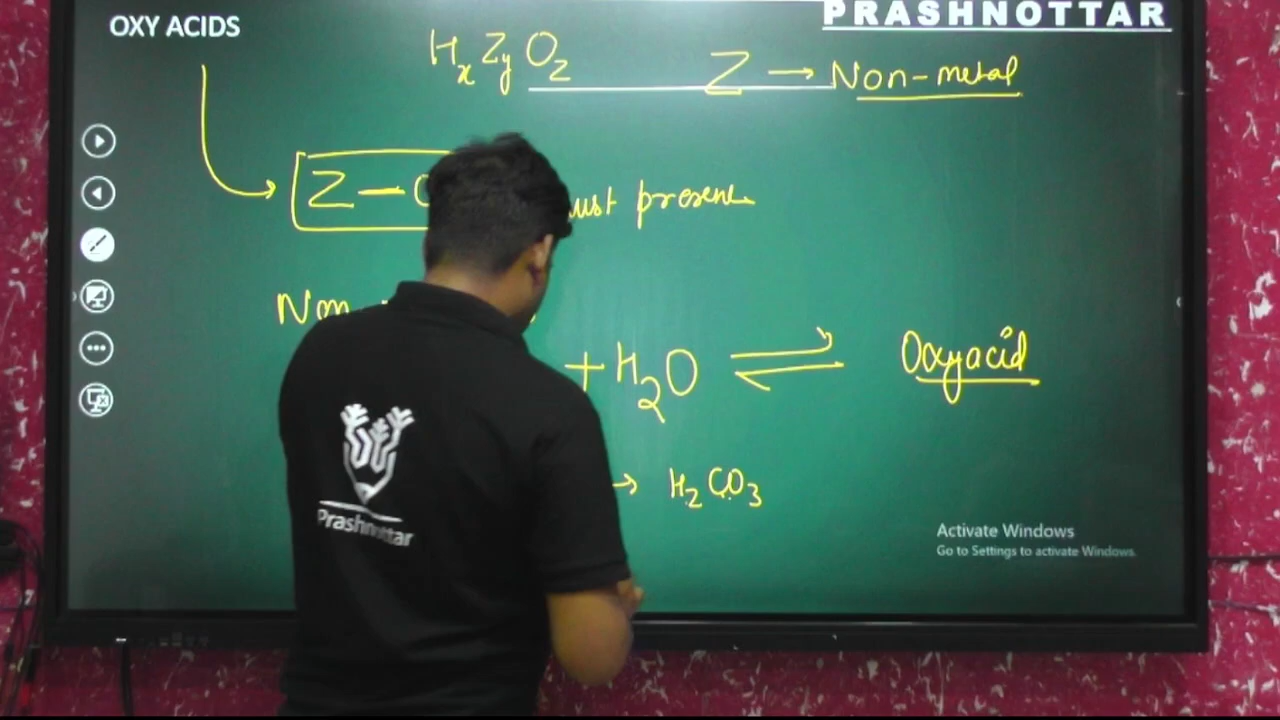 PRASHNOTTAR
OXY ACIDS
HxZyO2 Z → Non-metal
Z — must present
Non
+ H2O ⇌ Oxyacid
→ H2CO3
Prashnottar
Activate Windows
Go to Settings to activate Windows.